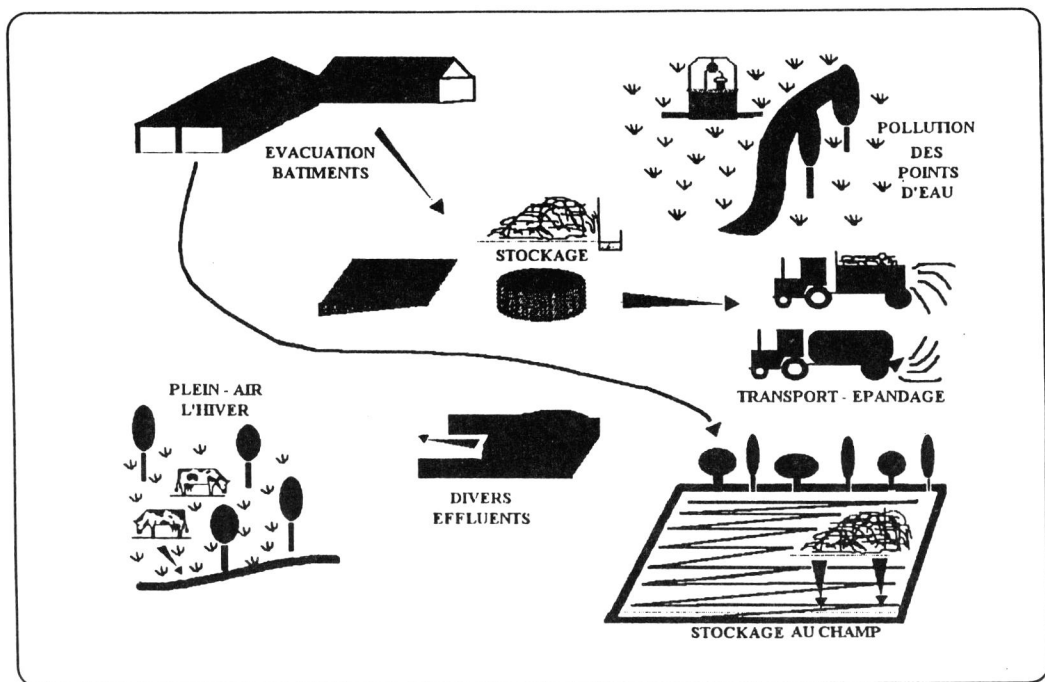 EVACUATION
BATIMENTS
POLLUTION
DES
POINTS
D'EAU
STOCKAGE
TRANSPORT - EPANDAGE
PLEIN - AIR
L'HIVER
DIVERS
EFFLUENTS
STOCKAGE AU CHAMP